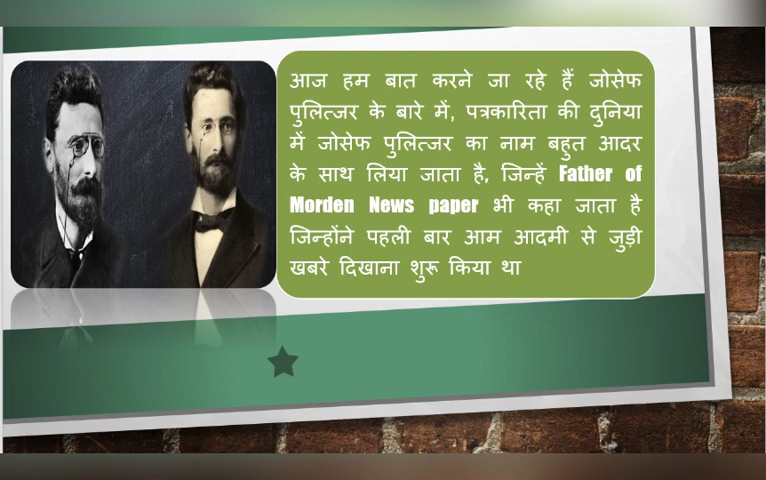 आज हम बात करने जा रहे हैं जोसेफ
पुलित्जर के बारे में, पत्रकारिता की दुनिया
में जोसेफ पुलित्जर का नाम बहुत आदर
के साथ लिया जाता है, जिन्हें Father of
Morden News paper भी कहा जाता है
जिन्होंने पहली बार आम आदमी से जुड़ी
खबरे दिखाना शुरू किया था